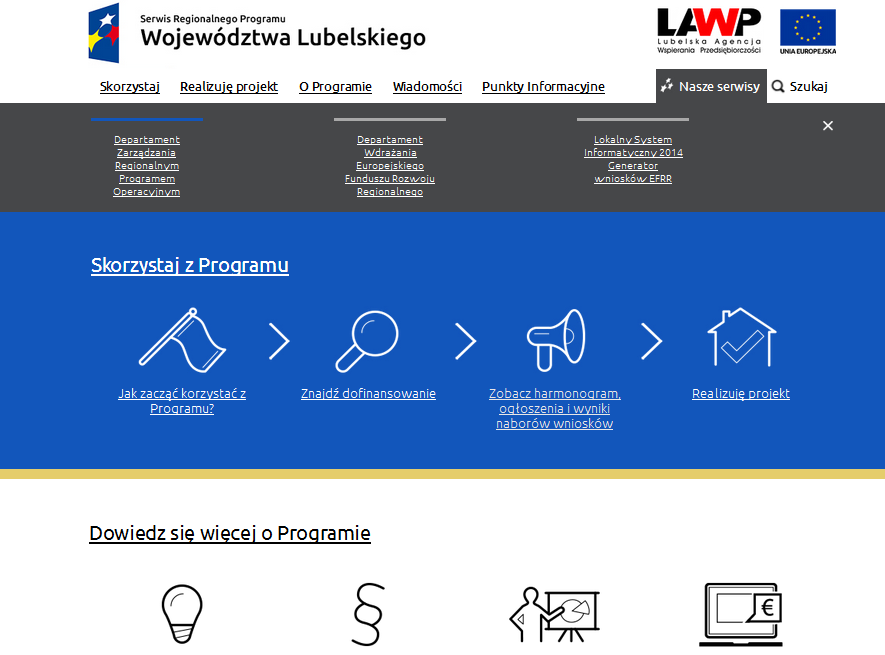 Serwis Regionalnego Programu
Województwa Lubelskiego
LAWP
Lubelska Agencja
Wspierania Przedsiębiorczości
UNIA EUROPEJSKA
Skorzystaj
Realizuję projekt
O Programie
Wiadomości
Punkty Informacyjne
Nasze serwisy
Szukaj
Departament
Zarządzania
Regionalnym
Programem
Operacyjnym
Departament
Wdrażania
Europejskiego
Funduszu Rozwoju
Regionalnego
Lokalny System
Informatyczny 2014
Generator
wniosków EFRR
Skorzystaj z Programu
Jak zacząć korzystać z
Programu?
Znajdź dofinansowanie
Zobacz harmonogram,
ogłoszenia i wyniki
naborów wniosków
Realizuję projekt
Dowiedz się więcej o Programie
§
€